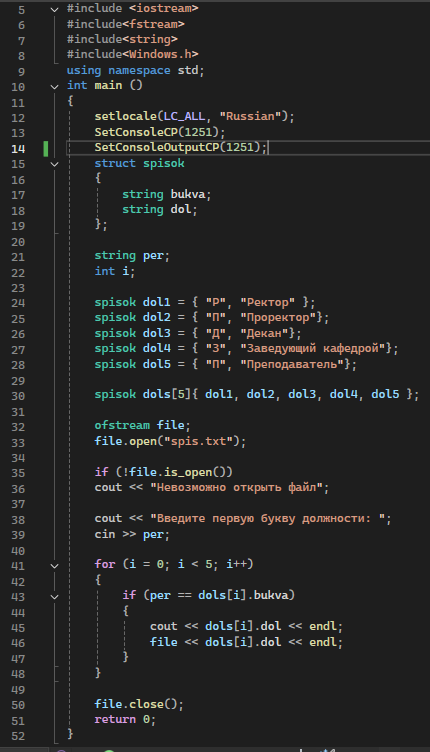 5 #include <iostream>
6 #include<fstream>
7 #include<string>
8 #include<Windows.h>
9 using namespace std;
10 int main ()
11 {
12 setlocale(LC_ALL, "Russian");
13 SetConsoleCP(1251);
14 SetConsoleOutputCP(1251);
15 struct spisok
16 {
17 string bukva;
18 string dol;
19 };
20
21 string per;
22 int i;
23
24 spisok dol1 = { "Р", "Ректор" };
25 spisok dol2 = { "П", "Проректор"};
26 spisok dol3 = { "Д", "Декан"};
27 spisok dol4 = { "З", "Заведующий кафедрой"};
28 spisok dol5 = { "П", "Преподаватель"};
29
30 spisok dols[5]{ dol1, dol2, dol3, dol4, dol5 };
31
32 ofstream file;
33 file.open("spis.txt");
34
35 if (!file.is_open())
36 cout << "Невозможно открыть файл";
37
38 cout << "Введите первую букву должности: ";
39 cin >> per;
40
41 for (i = 0; i < 5; i++)
42 {
43 if (per == dols[i].bukva)
44 {
45 cout << dols[i].dol << endl;
46 file << dols[i].dol << endl;
47 }
48 }
49
50 file.close();
51 return 0;
52 }